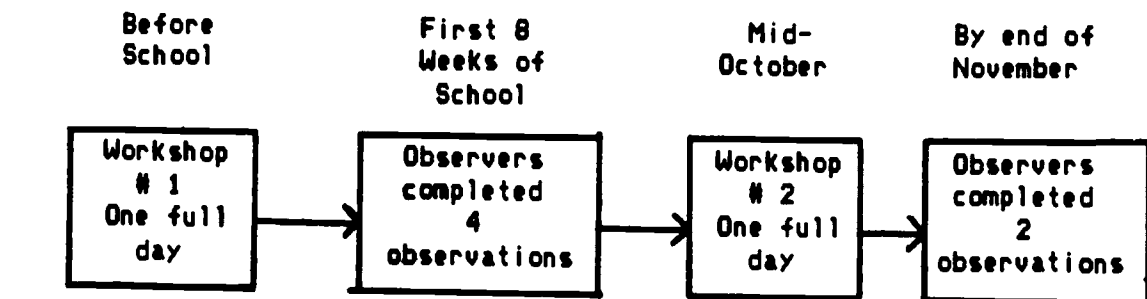 Before
School
First 8
Weeks of
School
Mid-
October
By end of
November
Workshop
# 1
One full
day
Observers
completed
4
observations
Workshop
# 2
One full
day
Observers
completed
2
observations